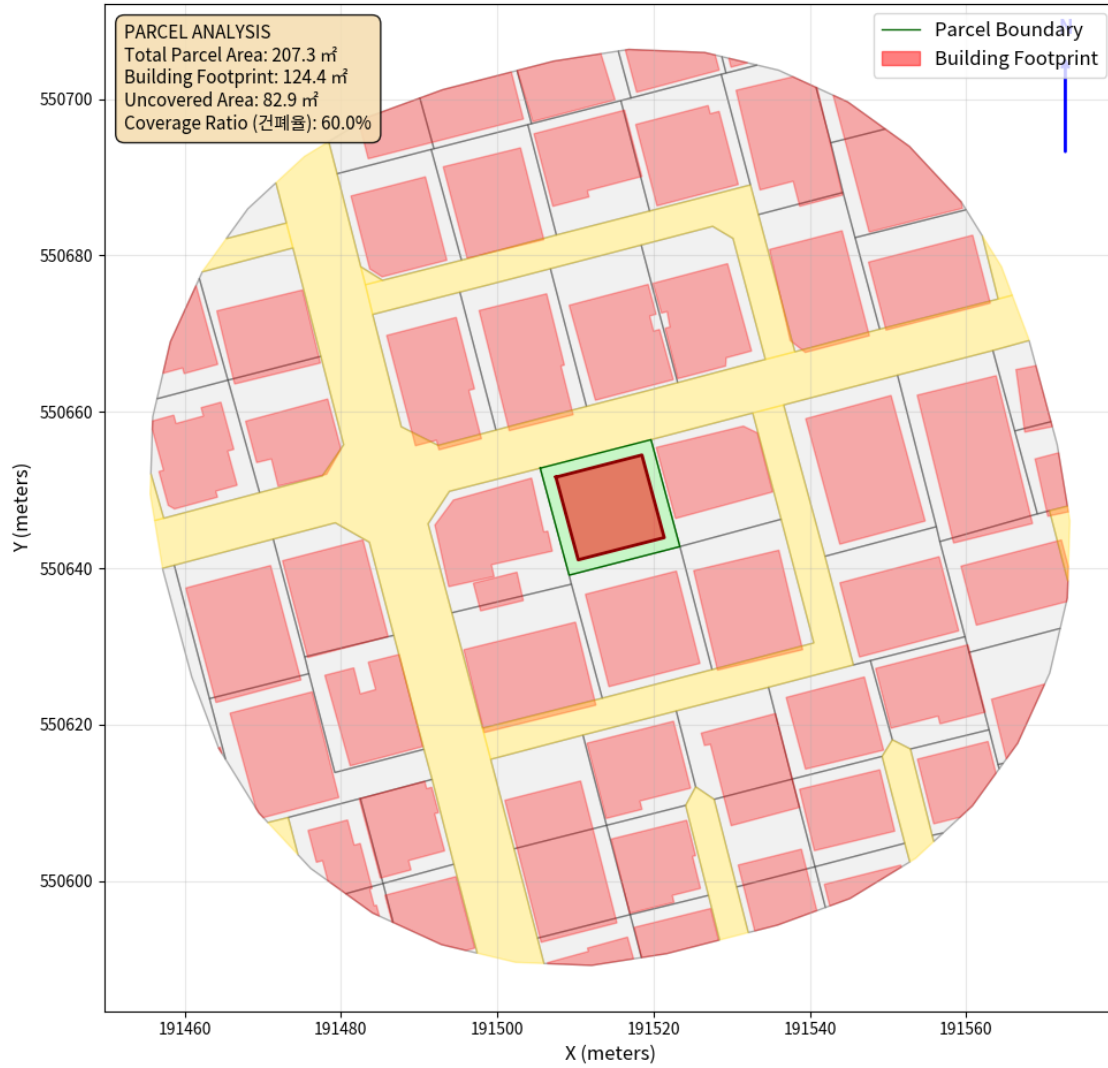 PARCEL ANALYSIS
Total Parcel Area: 207.3 ㎡
Building Footprint: 124.4 ㎡
Uncovered Area: 82.9 ㎡
Coverage Ratio (건폐율): 60.0%
N
Parcel Boundary
Building Footprint
550700
550680
550660
550640
550620
550600
Y (meters)
191460
191480
191500
191520
191540
191560
X (meters)